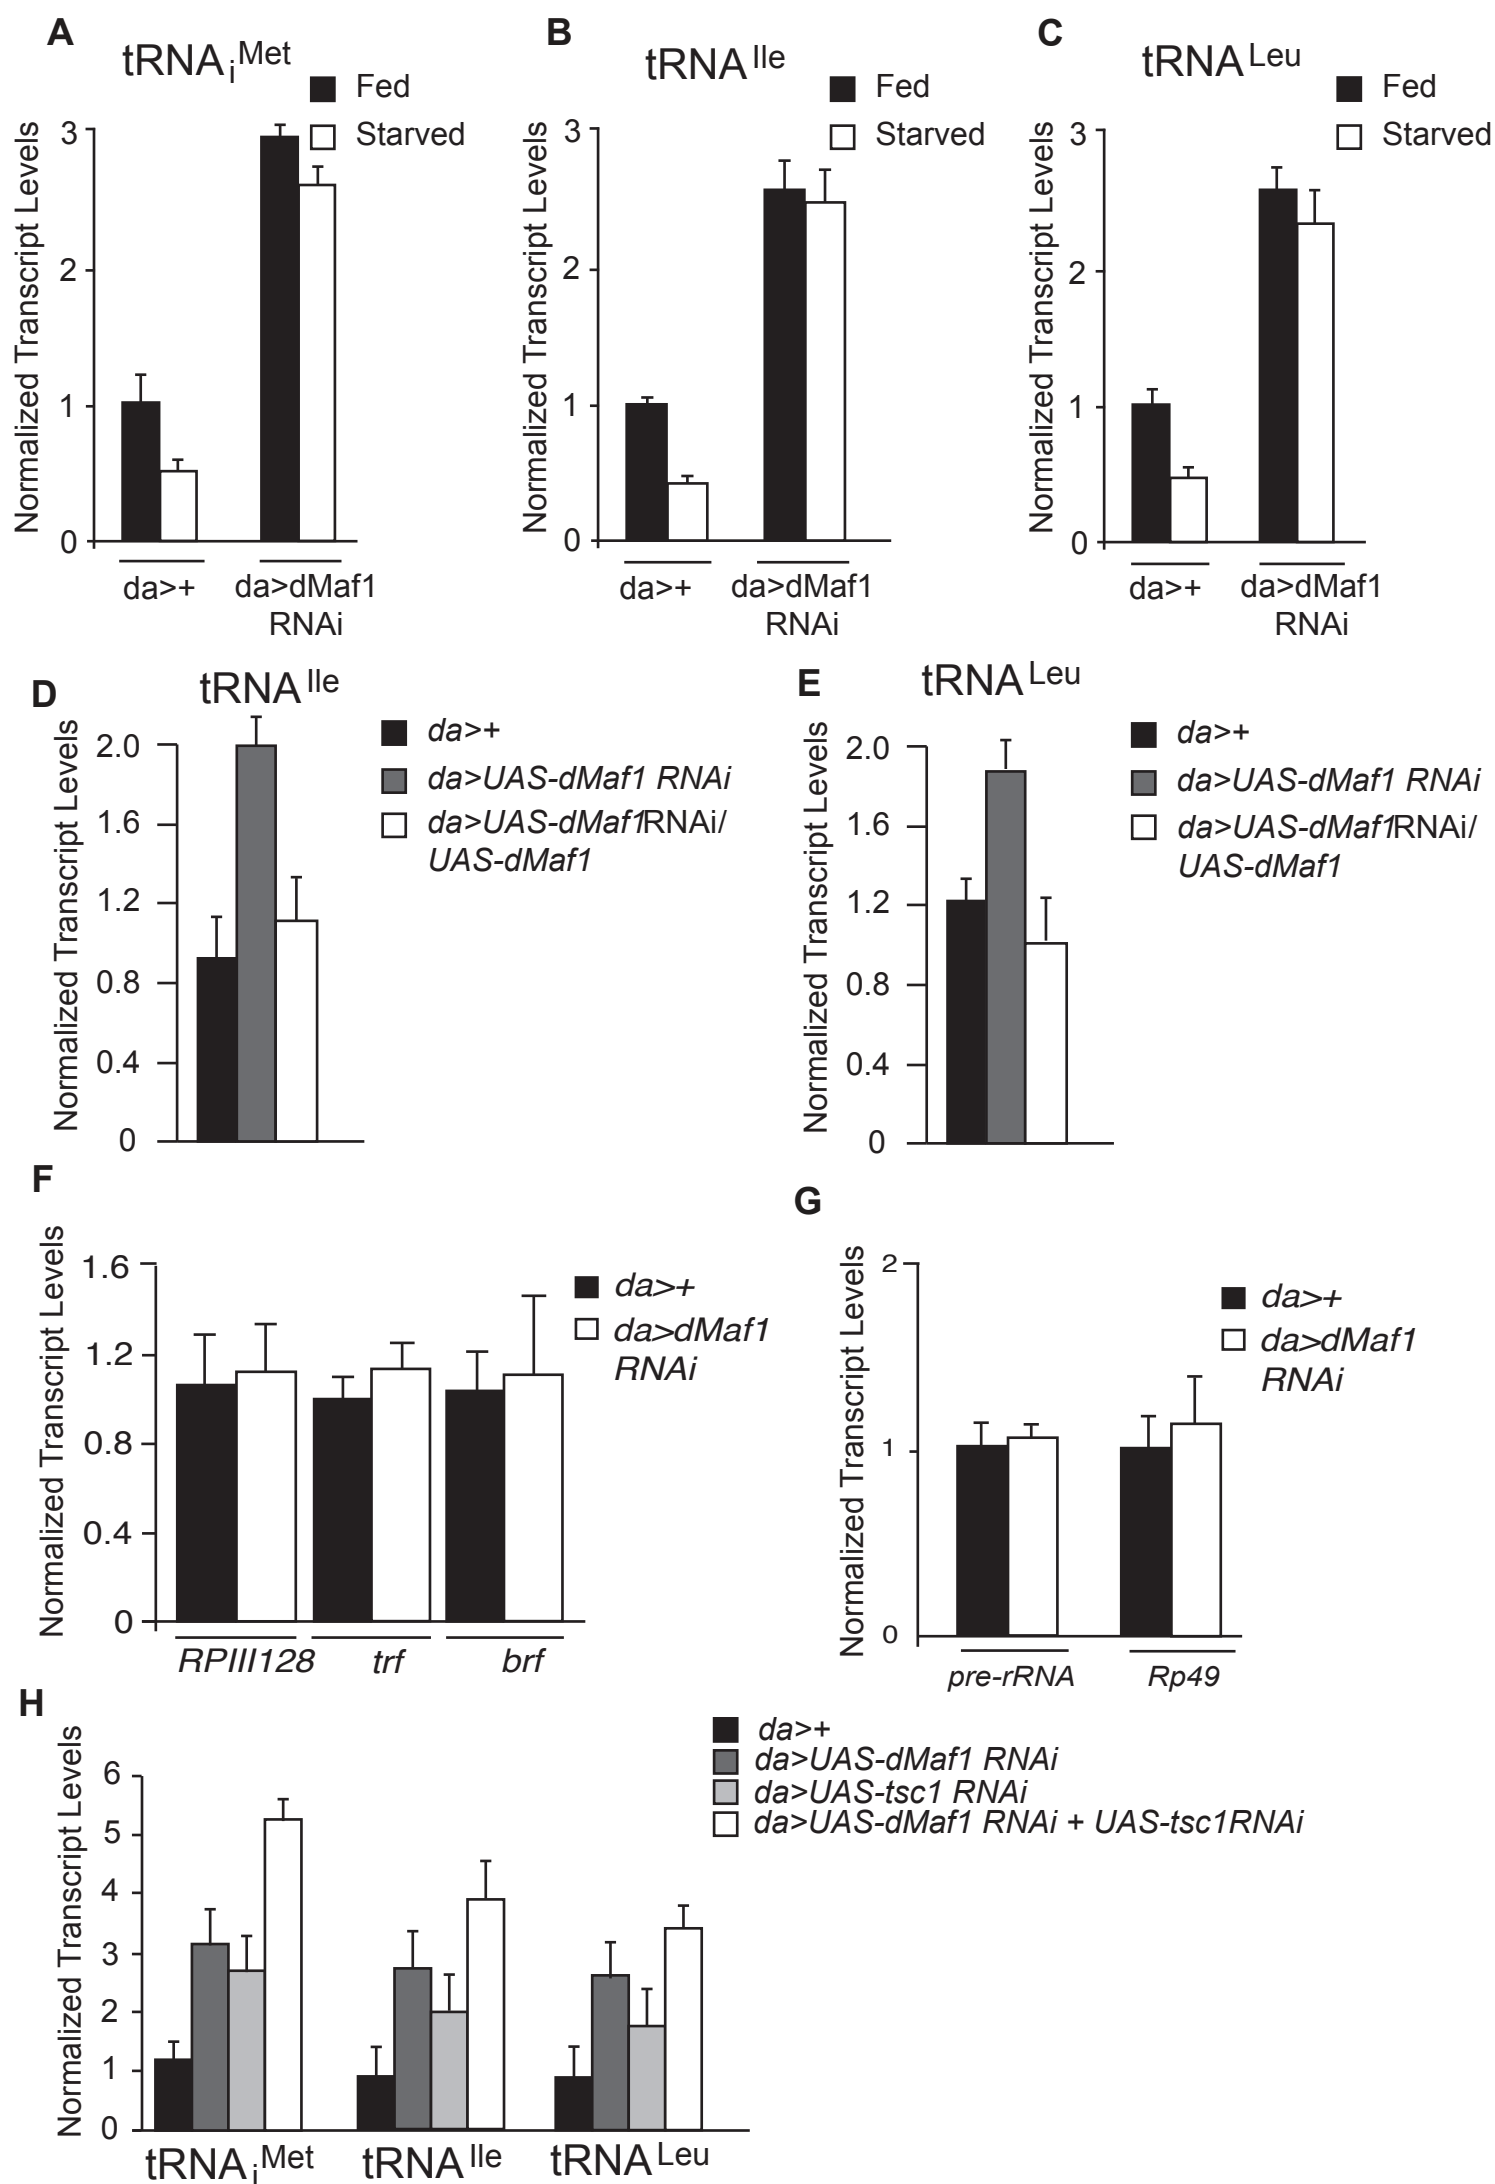 A
tRNAiMet
Fed
Starved
Normalized Transcript Levels
3
2
1
0
da>+
da>dMaf1
RNAi
B
tRNAIle
Fed
Starved
Normalized Transcript Levels
3
2
1
0
da>+
da>dMaf1
RNAi
C
tRNALeu
Fed
Starved
Normalized Transcript Levels
3
2
1
0
da>+
da>dMaf1
RNAi
D
tRNAIle
da>+
da>UAS-dMaf1 RNAi
da>UAS-dMaf1RNAi/
UAS-dMaf1
Normalized Transcript Levels
2.0
1.6
1.2
0.8
0.4
0
E
tRNALeu
da>+
da>UAS-dMaf1 RNAi
da>UAS-dMaf1RNAi/
UAS-dMaf1
Normalized Transcript Levels
2.0
1.6
1.2
0.8
0.4
0
F
da>+
da>dMaf1
RNAi
Normalized Transcript Levels
1.6
1.2
0.8
0.4
0
RPIII128 trf brf
G
da>+
da>dMaf1
RNAi
Normalized Transcript Levels
2
1
0
pre-rRNA Rp49
H
da>+
da>UAS-dMaf1 RNAi
da>UAS-tsc1 RNAi
da>UAS-dMaf1 RNAi + UAS-tsc1RNAi
Normalized Transcript Levels
6
5
4
3
2
1
0
tRNAiMet tRNAIle tRNALeu